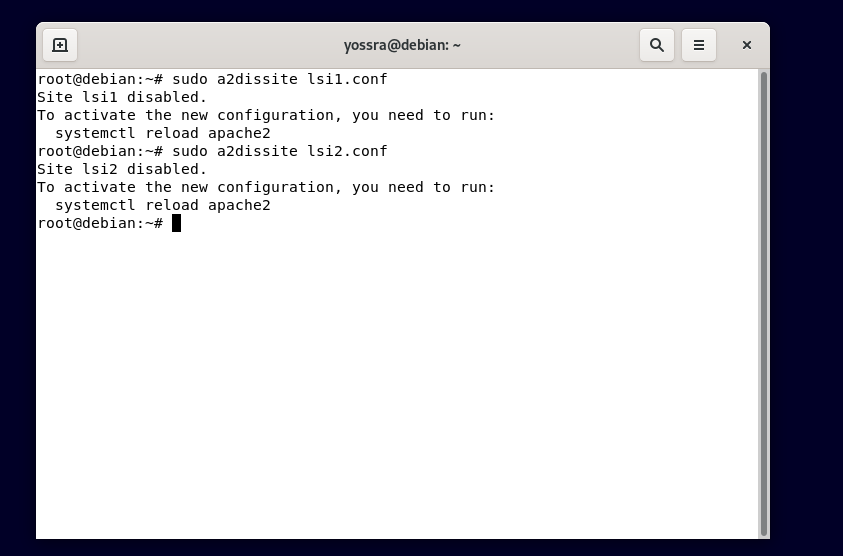 yossra@debian: ~
root@debian:~# sudo a2dissite lsi1.conf
Site lsi1 disabled.
To activate the new configuration, you need to run:
  systemctl reload apache2
root@debian:~# sudo a2dissite lsi2.conf
Site lsi2 disabled.
To activate the new configuration, you need to run:
  systemctl reload apache2
root@debian:~#